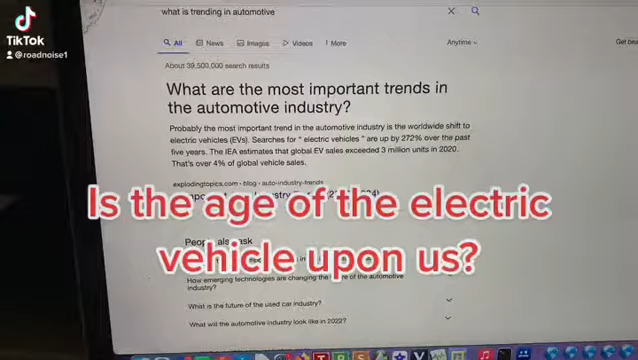 what is trending in automotive
TikTok
@roadnoise1
All
News
Images
Videos
More
Anytime
About 39,500,000 search results
What are the most important trends in
the automotive industry?
Probably the most important trend in the automotive industry is the worldwide shift to
electric vehicles (EVs). Searches for " electric vehicles " are up by 272% over the past
five years. The IEA estimates that global EV sales exceeded 3 million units in 2020.
That's over 4% of global vehicle sales.
explodingtopics.com › blog › auto-industry-trends
Is the age of the electric
vehicle upon us?
How emerging technologies are changing the of the automotive
industry?
What is the future of the used car industry?
What will the automotive industry look like in 2022?